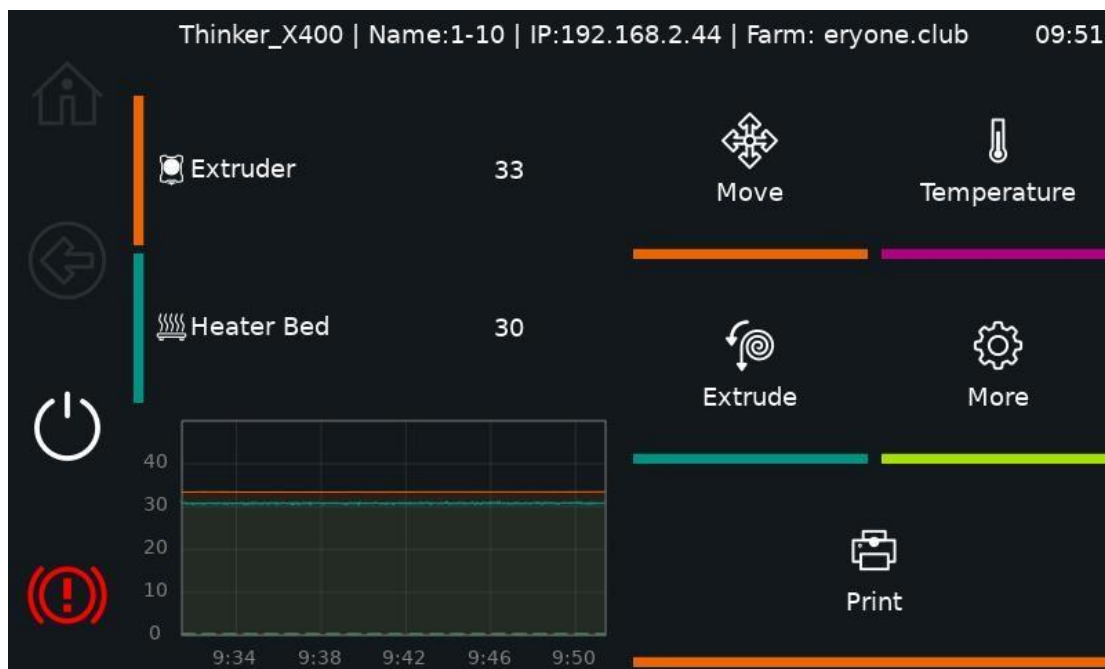 Thinker_X400 | Name:1-10 | IP:192.168.2.44 | Farm: eryone.club 09:51
Extruder 33
Heater Bed 30
Move
Temperature
Extrude
More
Print
40
30
20
10
0
9:34 9:38 9:42 9:46 9:50